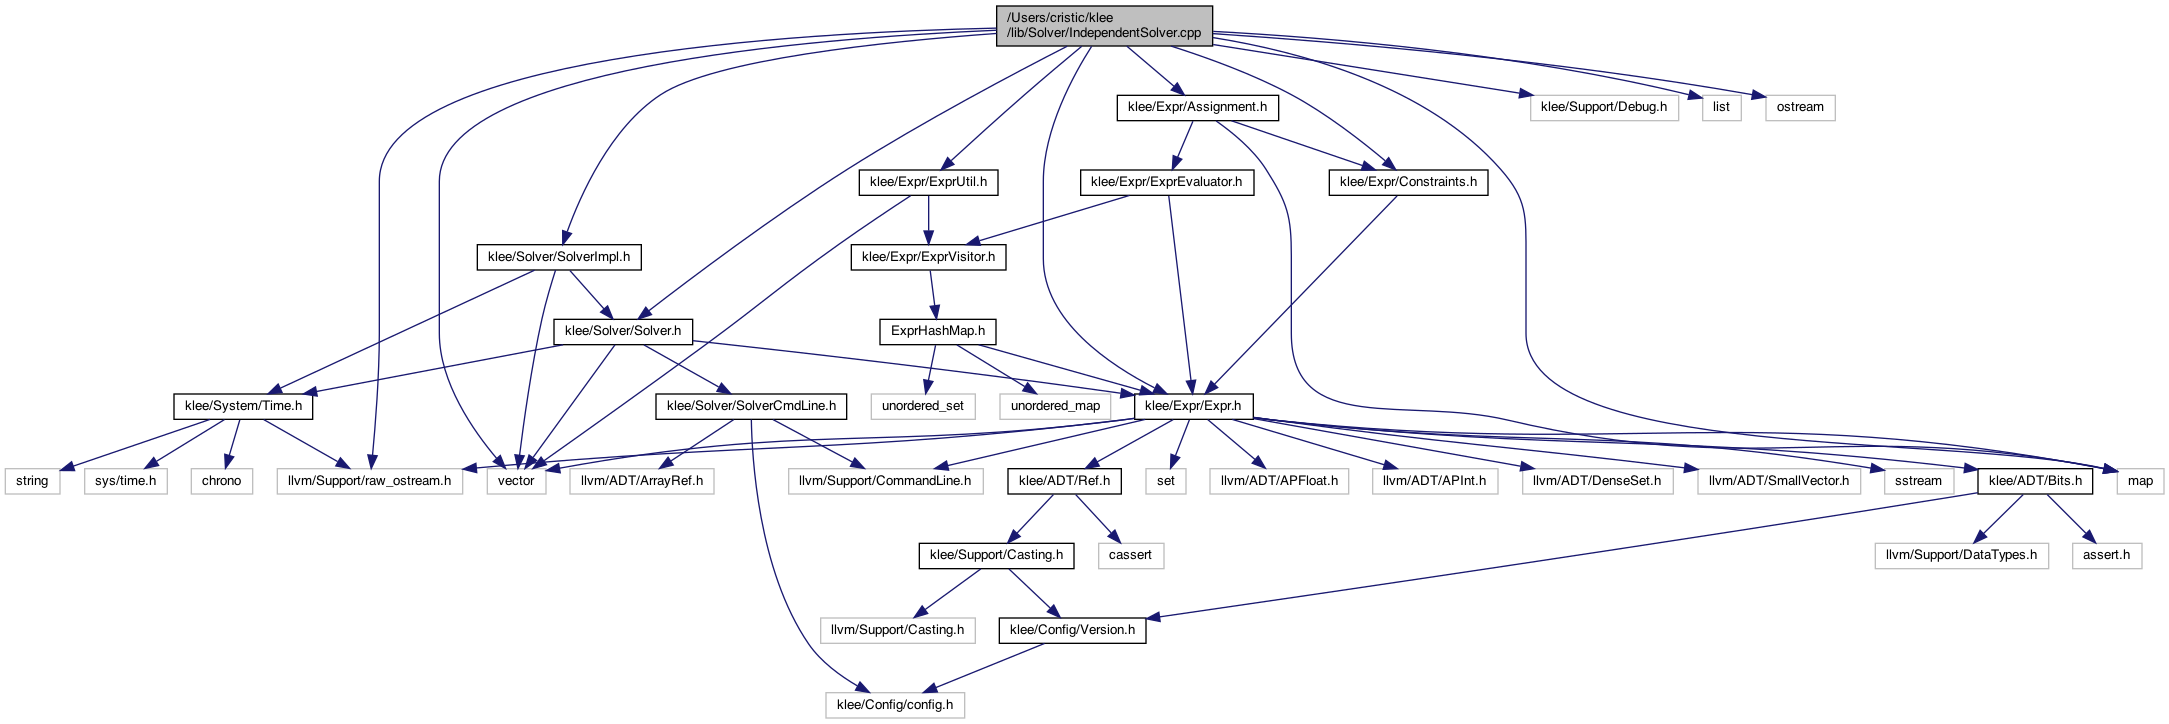 /Users/cristic/klee
/lib/Solver/IndependentSolver.cpp
klee/Expr/Assignment.h
klee/Support/Debug.h
list
ostream
klee/Expr/ExprUtil.h
klee/Expr/ExprEvaluator.h
klee/Expr/Constraints.h
klee/Solver/SolverImpl.h
klee/Expr/ExprVisitor.h
klee/Solver/Solver.h
ExprHashMap.h
klee/System/Time.h
klee/Solver/SolverCmdLine.h
unordered_set
unordered_map
klee/Expr/Expr.h
string
sys/time.h
chrono
llvm/Support/raw_ostream.h
vector
llvm/ADT/ArrayRef.h
llvm/Support/CommandLine.h
klee/ADT/Ref.h
set
llvm/ADT/APFloat.h
llvm/ADT/APInt.h
llvm/ADT/DenseSet.h
llvm/ADT/SmallVector.h
sstream
klee/ADT/Bits.h
map
klee/Support/Casting.h
cassert
llvm/Support/DataTypes.h
assert.h
llvm/Support/Casting.h
klee/Config/Version.h
klee/Config/config.h